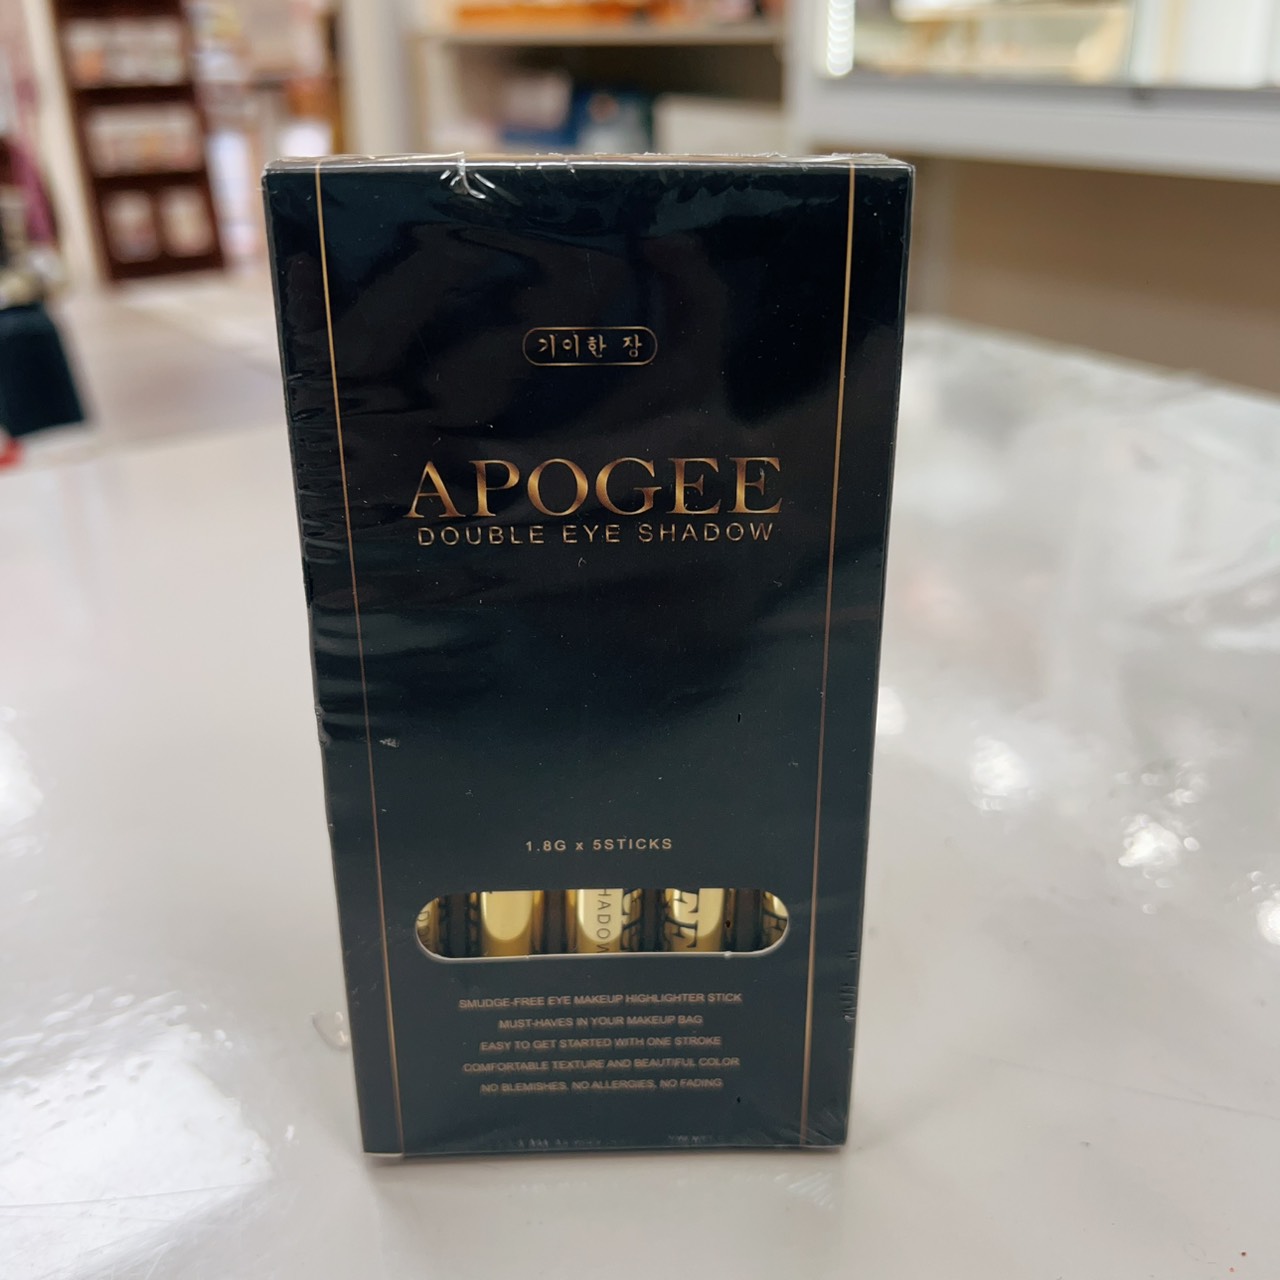 기이한 장
APOGEE
DOUBLE EYE SHADOW
1.8G x 5STICKS
HADOW
EE
SMUDGE-FREE EYE MAKEUP HIGHLIGHTER STICK
MUST-HAVES IN YOUR MAKEUP BAG
EASY TO GET STARTED WITH ONE STROKE
COMFORTABLE TEXTURE AND BEAUTIFUL COLOR
NO BLEMISHES, NO ALLERGIES, NO FADING